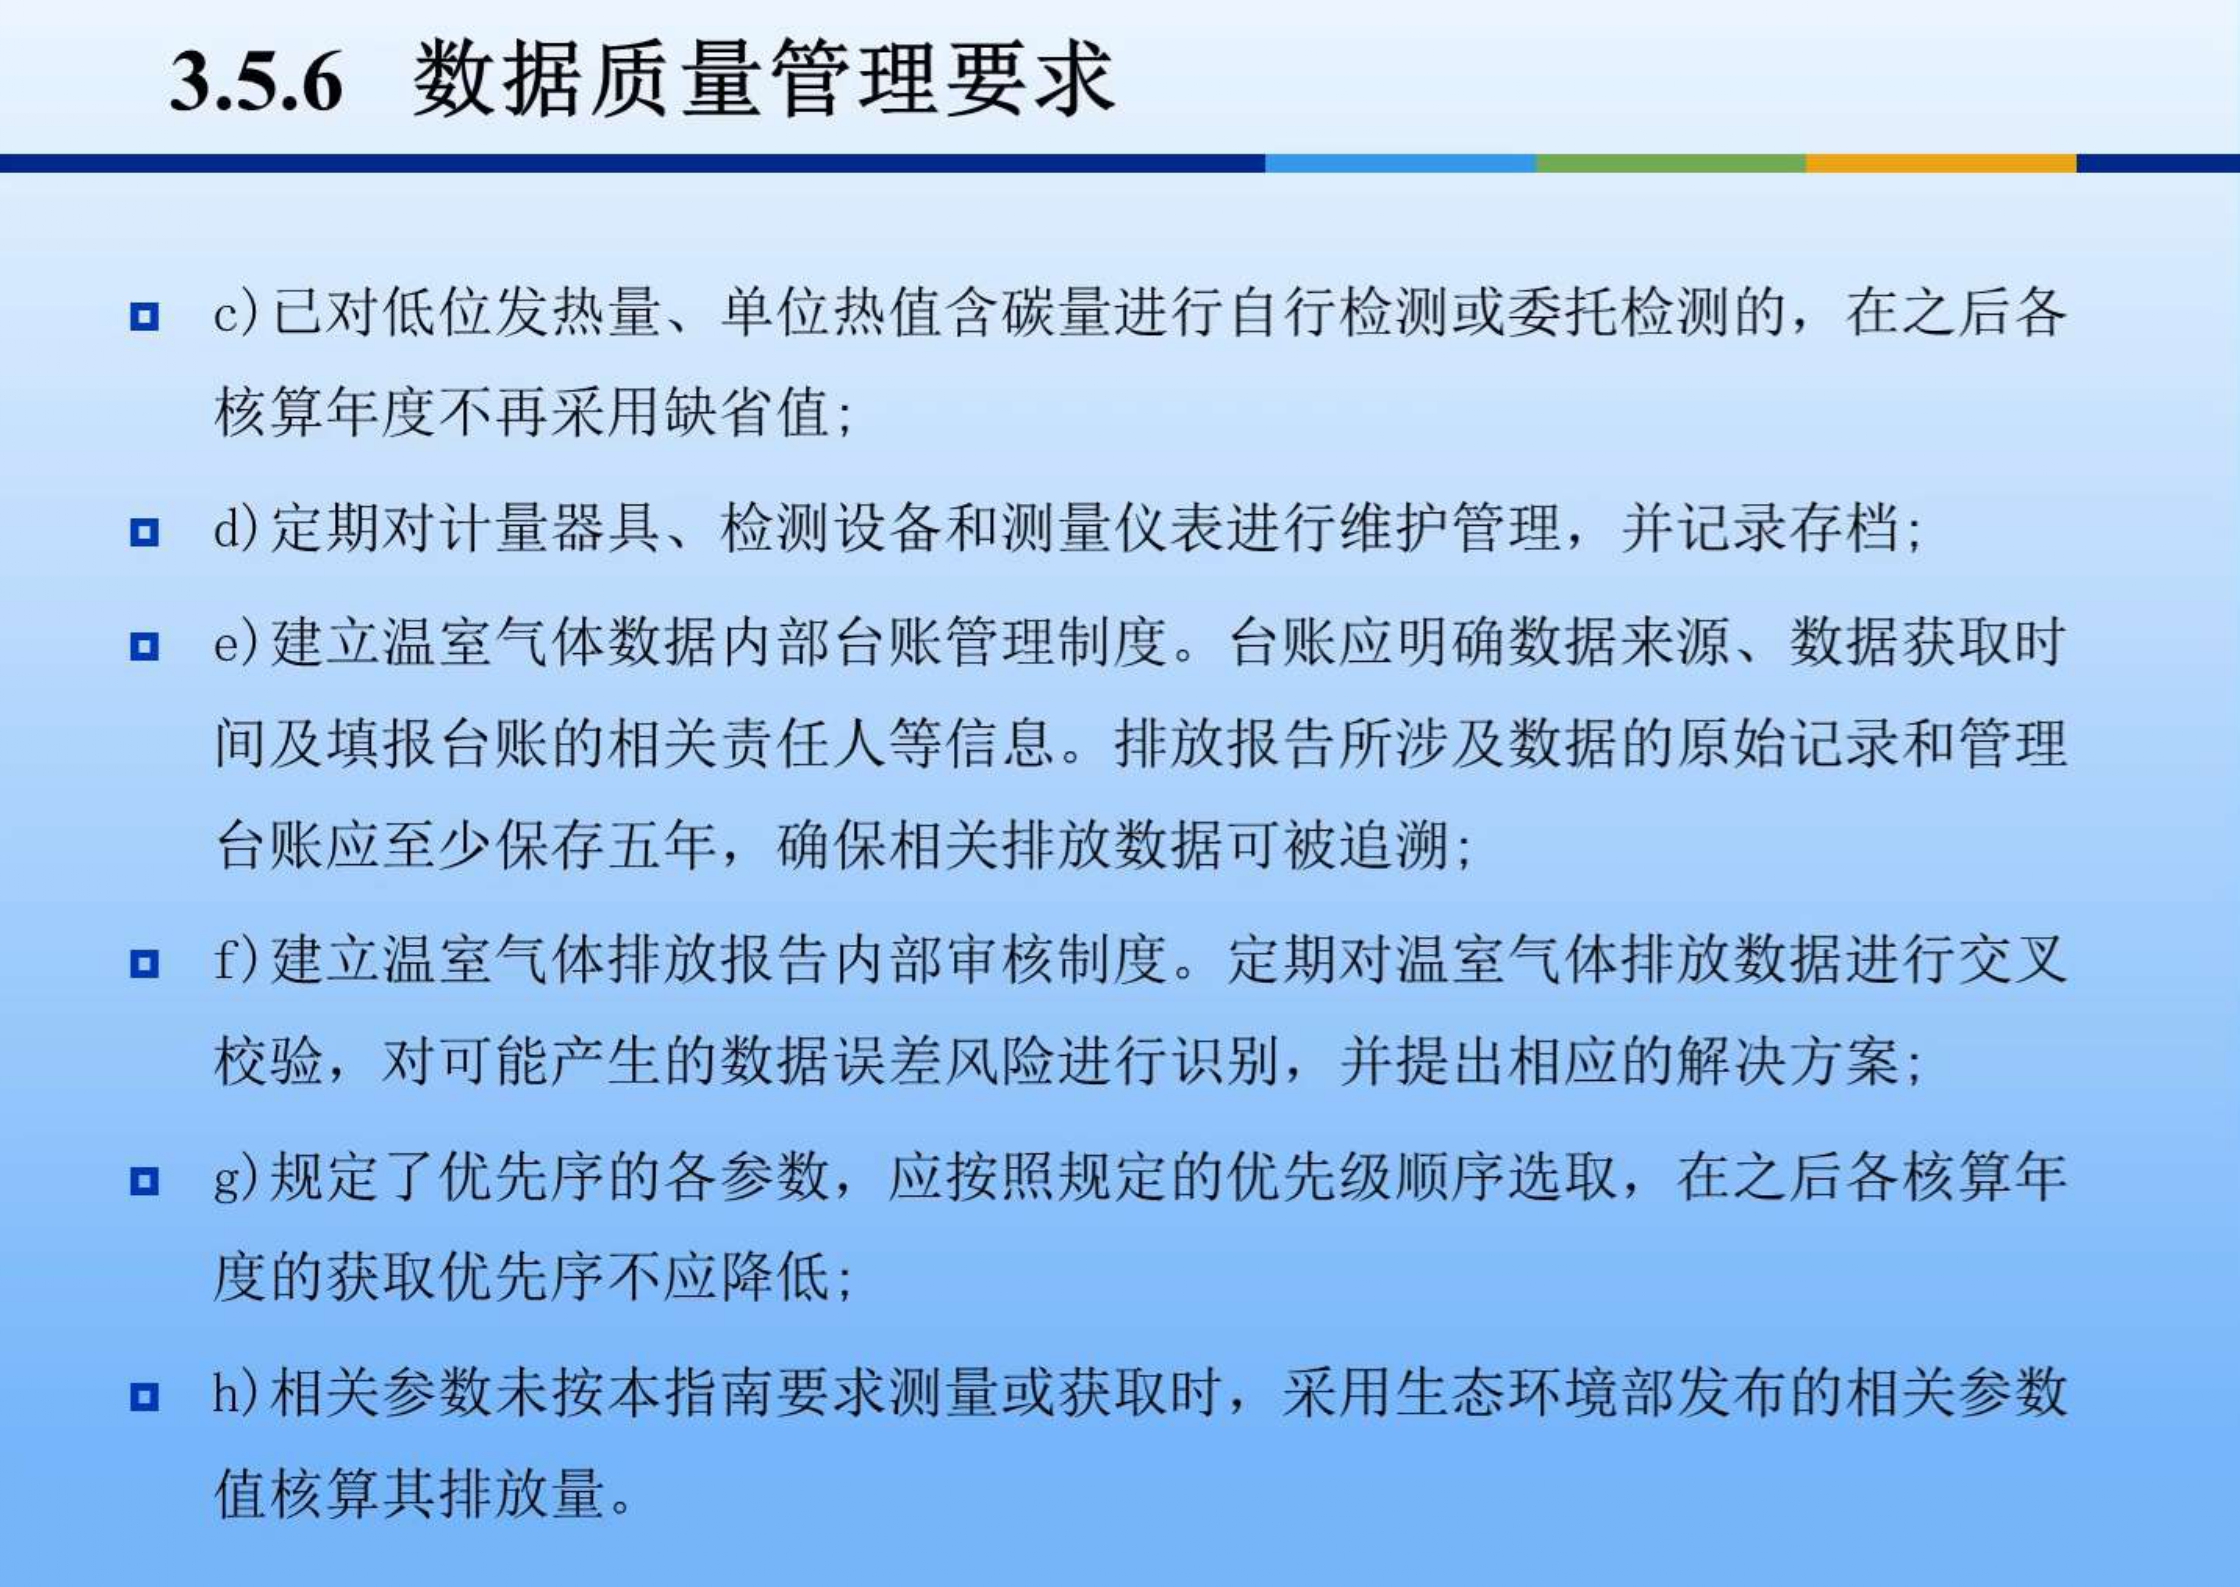 3.5.6 数据质量管理要求
c)已对低位发热量、单位热值含碳量进行自行检测或委托检测的，在之后各
核算年度不再采用缺省值;
d)定期对计量器具、检测设备和测量仪表进行维护管理，并记录存档;
e)建立温室气体数据内部台账管理制度。台账应明确数据来源、数据获取时
间及填报台账的相关责任人等信息。排放报告所涉及数据的原始记录和管理
台账应至少保存五年，确保相关排放数据可被追溯;
f)建立温室气体排放报告内部审核制度。定期对温室气体排放数据进行交叉
校验，对可能产生的数据误差风险进行识别，并提出相应的解决方案;
g)规定了优先序的各参数，应按照规定的优先级顺序选取，在之后各核算年
度的获取优先序不应降低;
h)相关参数未按本指南要求测量或获取时，采用生态环境部发布的相关参数
值核算其排放量。